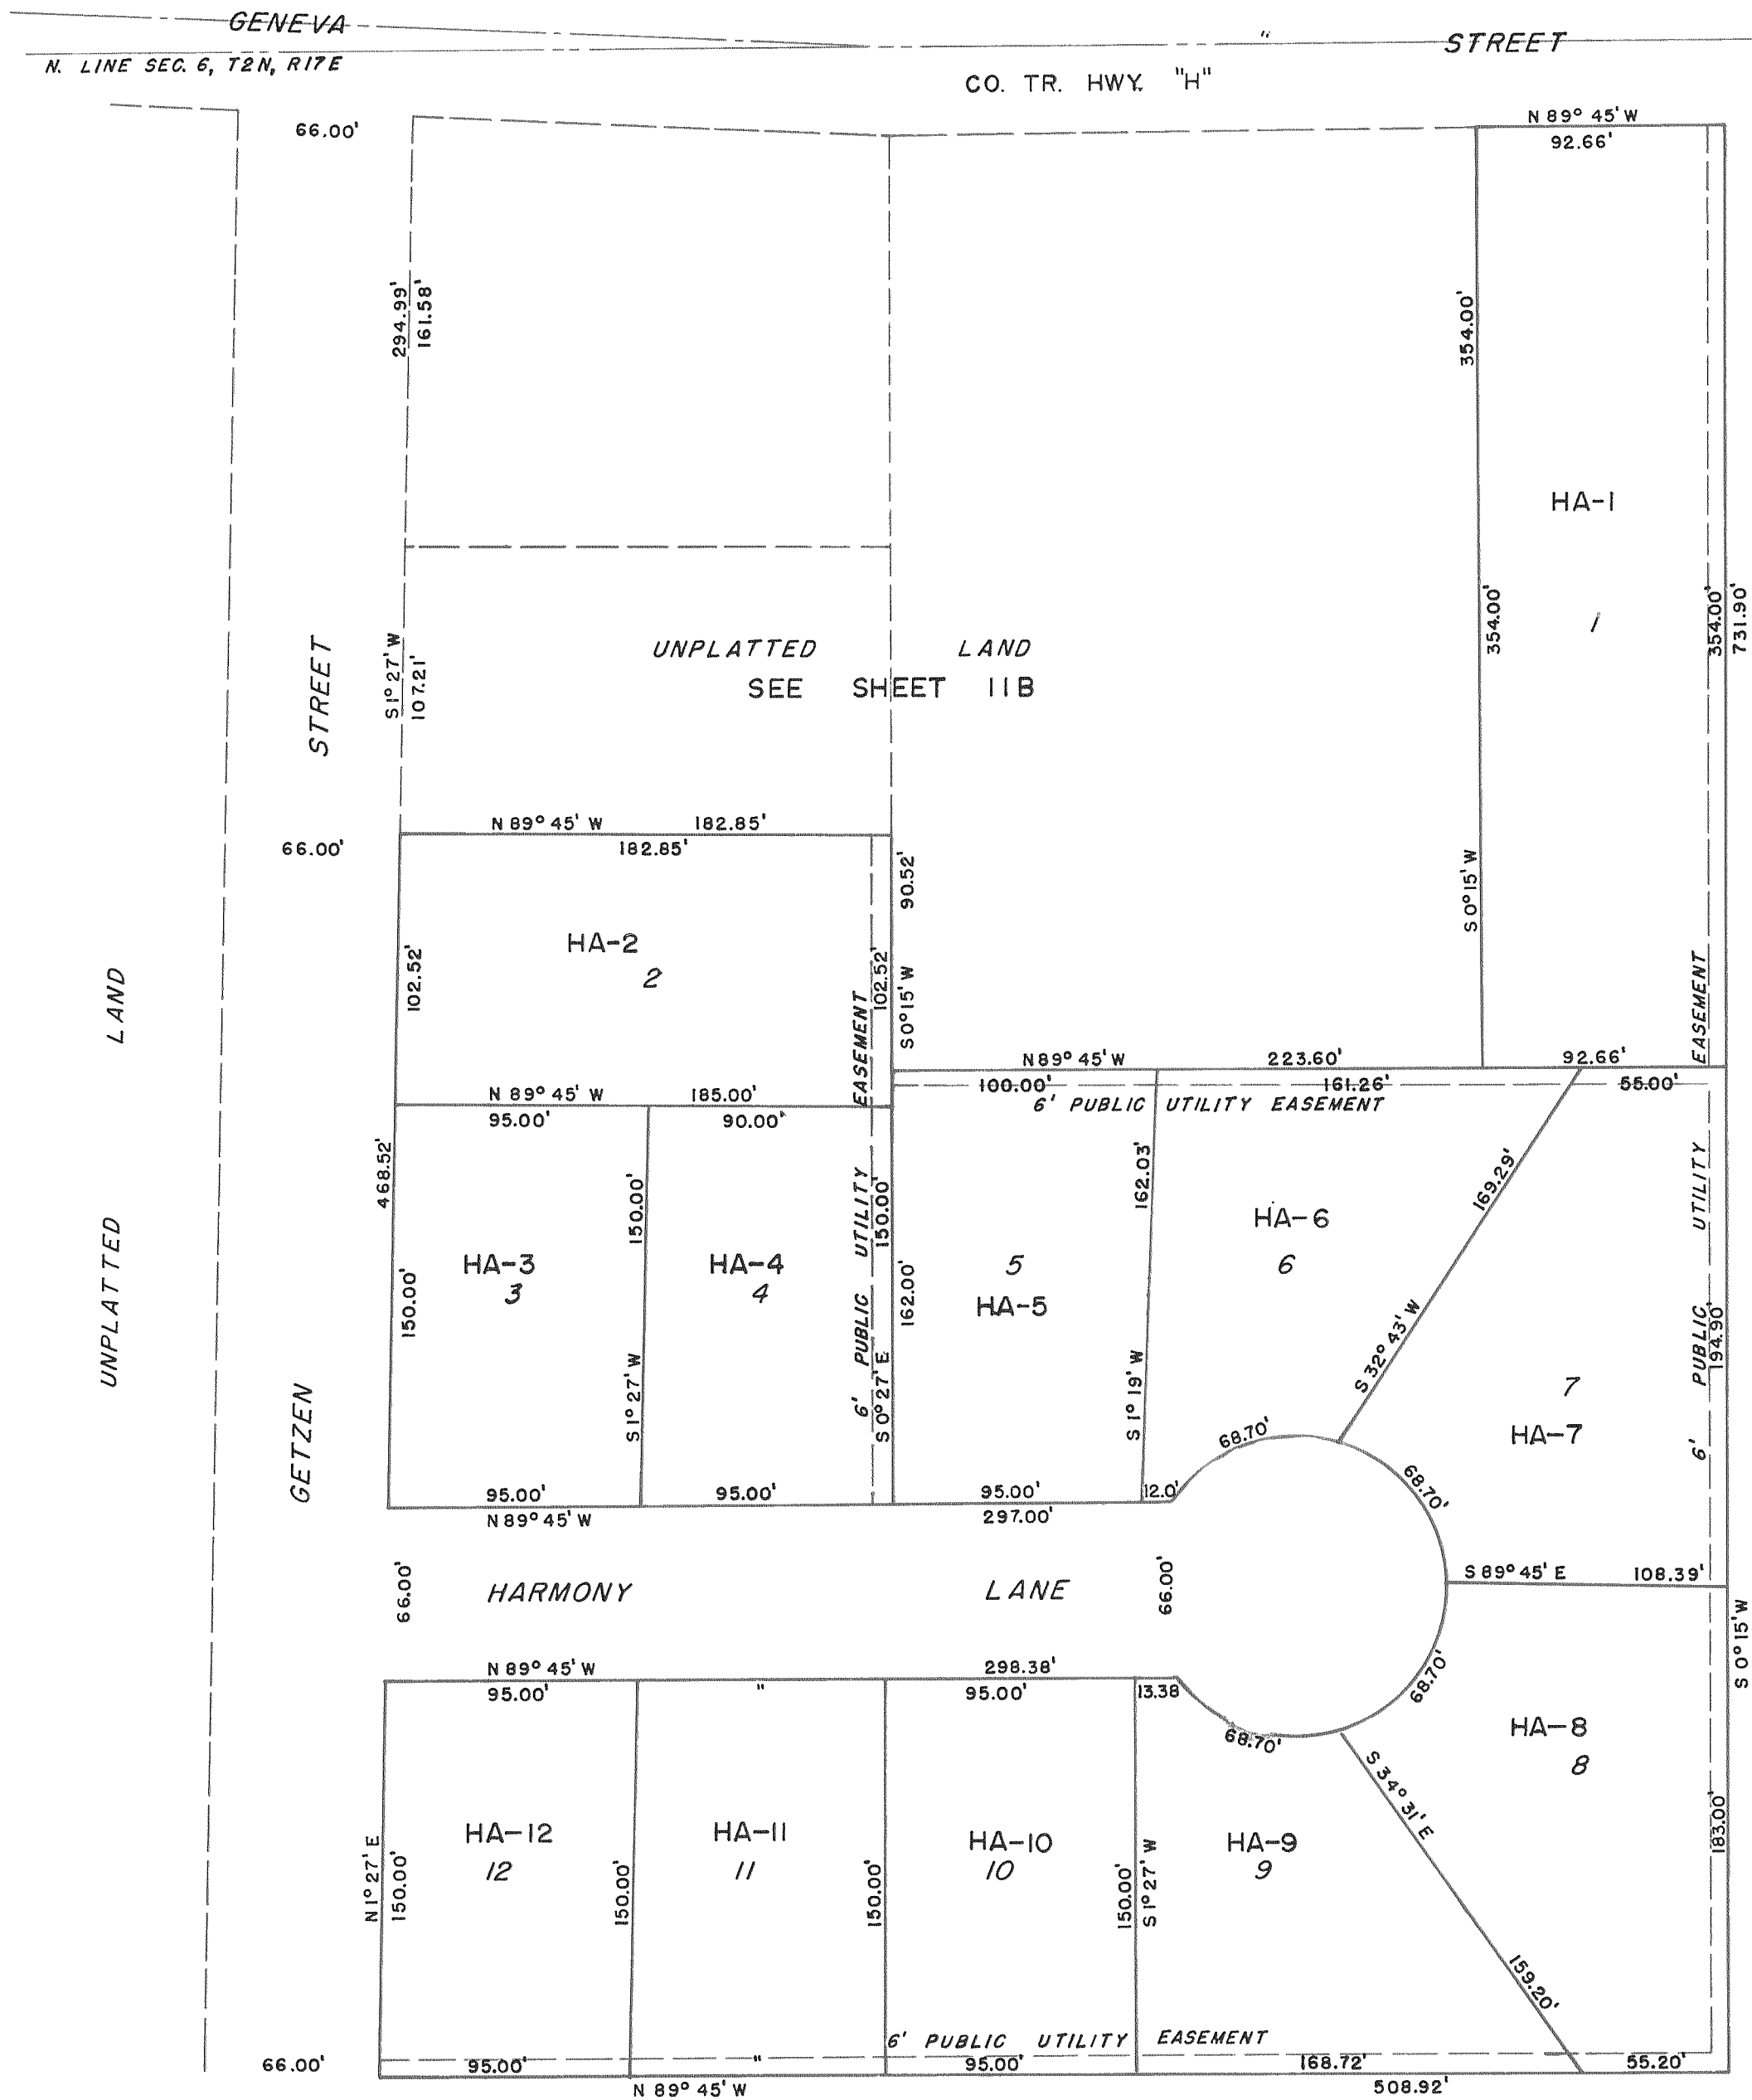 GENEVA
STREET
N. LINE SEC. 6, T2N, R17E
CO. TR. HWY. "H"
"
66.00'
N 89° 45' W
92.66'
294.99'
161.58'
354.00'
HA-1
1
354.00'
354.00'
731.90'
UNPLATTED LAND
SEE SHEET 11B
S 1° 27' W
107.21'
STREET
N 89° 45' W 182.85'
182.85'
66.00'
90.52'
S 0° 15' W
HA-2
2
102.52'
102.52'
S 0° 15' W
EASEMENT
EASEMENT
LAND
N 89° 45' W 223.60' 92.66'
100.00' 161.26' 55.00'
6' PUBLIC UTILITY EASEMENT
N 89° 45' W 185.00'
95.00' 90.00'
468.52'
150.00'
162.03'
169.29'
UTILITY
HA-6
6
HA-3
3
HA-4
4
5
HA-5
150.00'
6' PUBLIC UTILITY
150.00'
S 0° 27' E
162.00'
UNPLATTED
S 32° 43' W
6' PUBLIC
194.90'
7
HA-7
GETZEN
S 1° 27' W
S 1° 19' W
68.70'
68.70'
95.00' 95.00' 95.00' 12.0'
N 89° 45' W 297.00'
66.00'
HARMONY LANE
66.00'
S 89° 45' E 108.39'
S 0° 15' W
N 89° 45' W 298.38'
95.00' " 95.00' 13.38
68.70'
68.70'
HA-8
8
S 34° 31' E
159.20'
183.00'
HA-12
12
HA-11
11
HA-10
10
HA-9
9
N 1° 27' E
150.00'
150.00'
150.00'
150.00'
S 1° 27' W
6' PUBLIC UTILITY EASEMENT
66.00'
95.00' " 95.00' 168.72' 55.20'
N 89° 45' W 508.92'